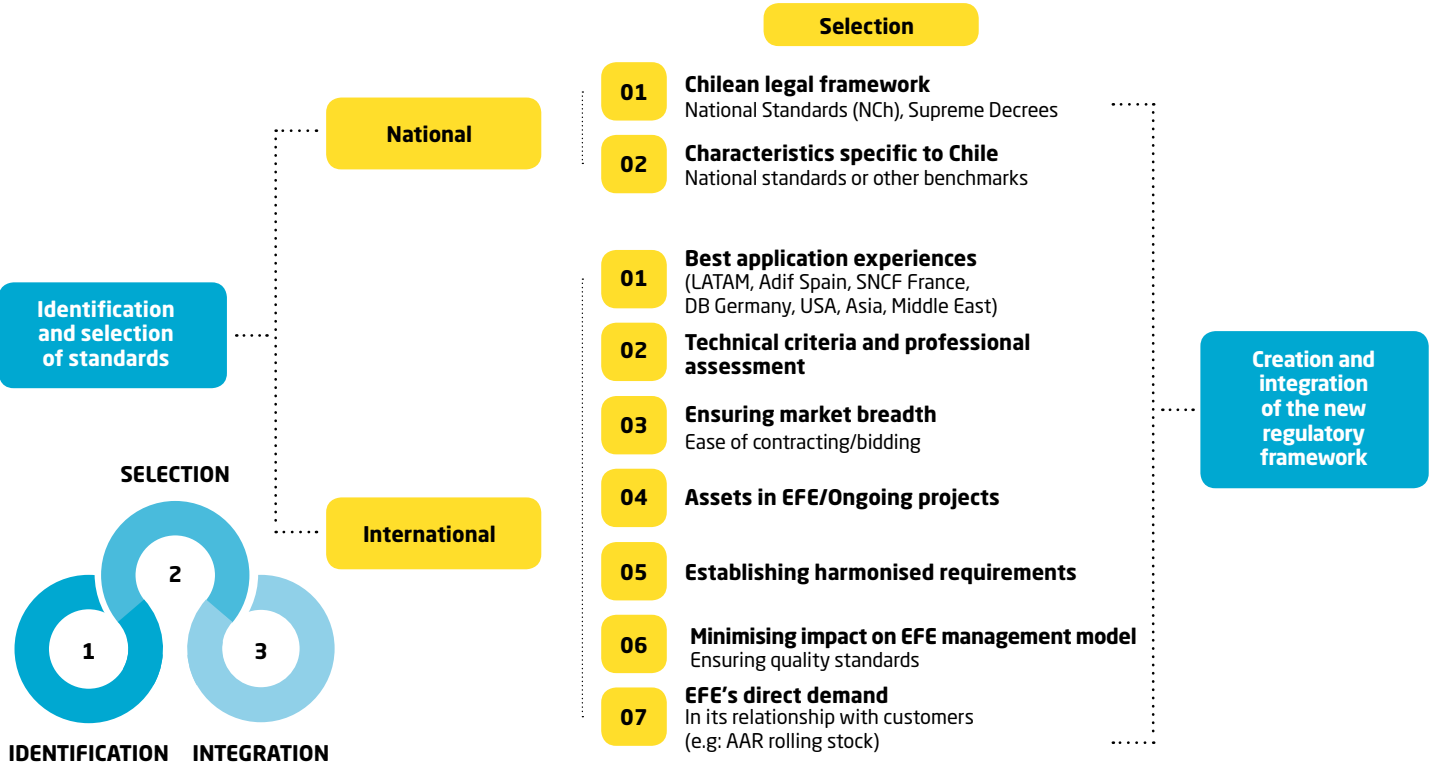 Selection
Identification
and selection
of standards
National
01
Chilean legal framework
National Standards (NCh), Supreme Decrees
02
Characteristics specific to Chile
National standards or other benchmarks
International
01
Best application experiences
(LATAM, Adif Spain, SNCF France,
DB Germany, USA, Asia, Middle East)
02
Technical criteria and professional
assessment
03
Ensuring market breadth
Ease of contracting/bidding
04
Assets in EFE/Ongoing projects
05
Establishing harmonised requirements
06
Minimising impact on EFE management model
Ensuring quality standards
07
EFE's direct demand
In its relationship with customers
(e.g: AAR rolling stock)
Creation and
integration
of the new
regulatory
framework
SELECTION
2
1
3
IDENTIFICATION
INTEGRATION